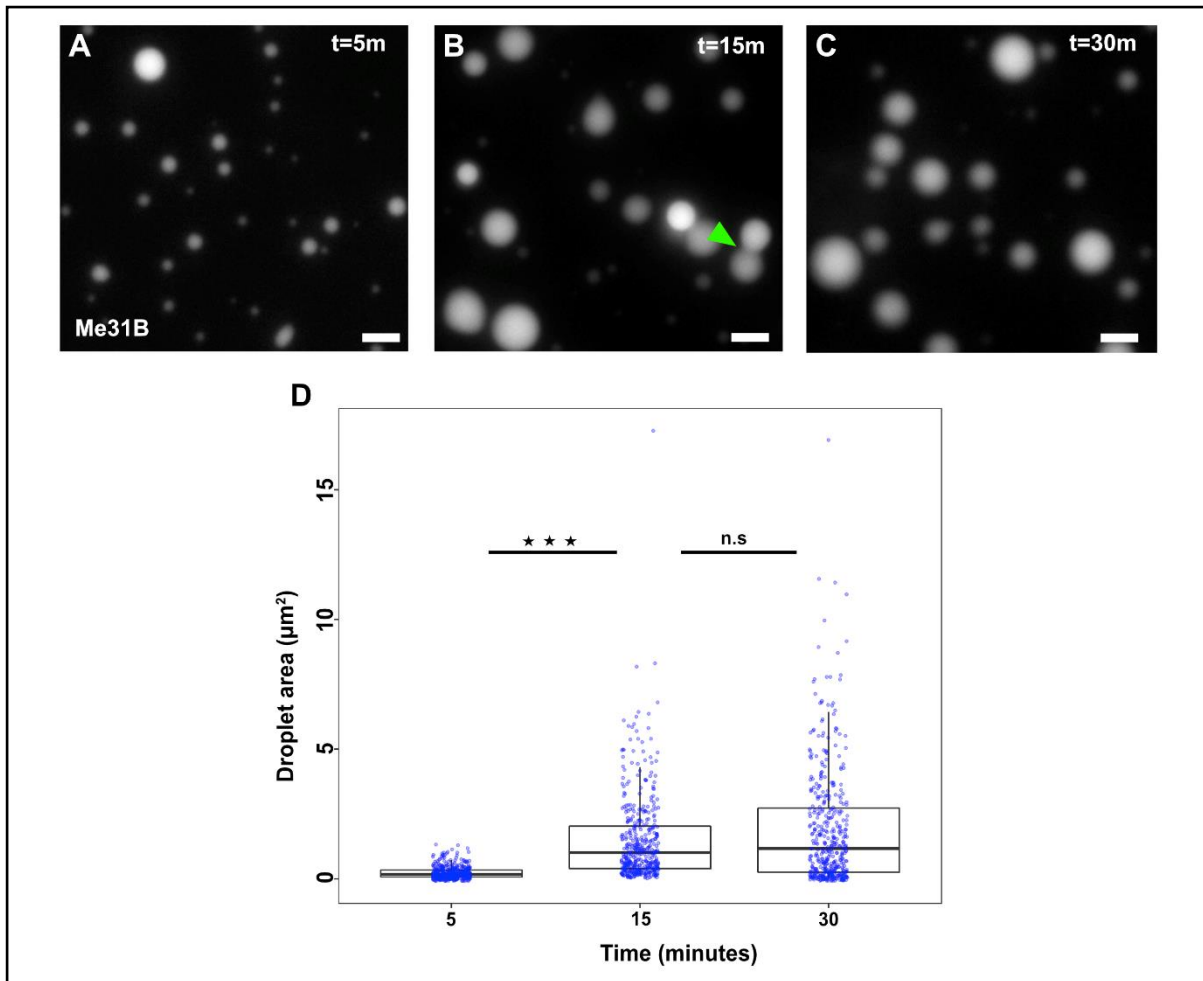 A
t=5m
Me31B
B
t=15m
C
t=30m
D
★ ★ ★
n.s
15
10
5
0
Droplet area (µm²)
5
15
30
Time (minutes)